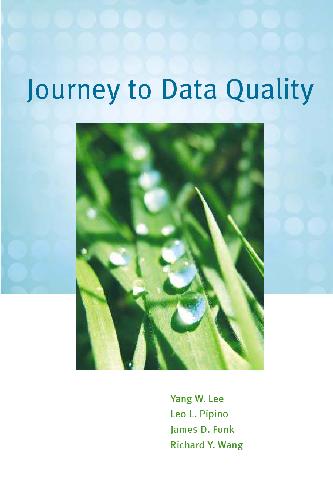 Journey to Data Quality
Yang W. Lee
Leo L. Pipino
James D. Funk
Richard Y. Wang